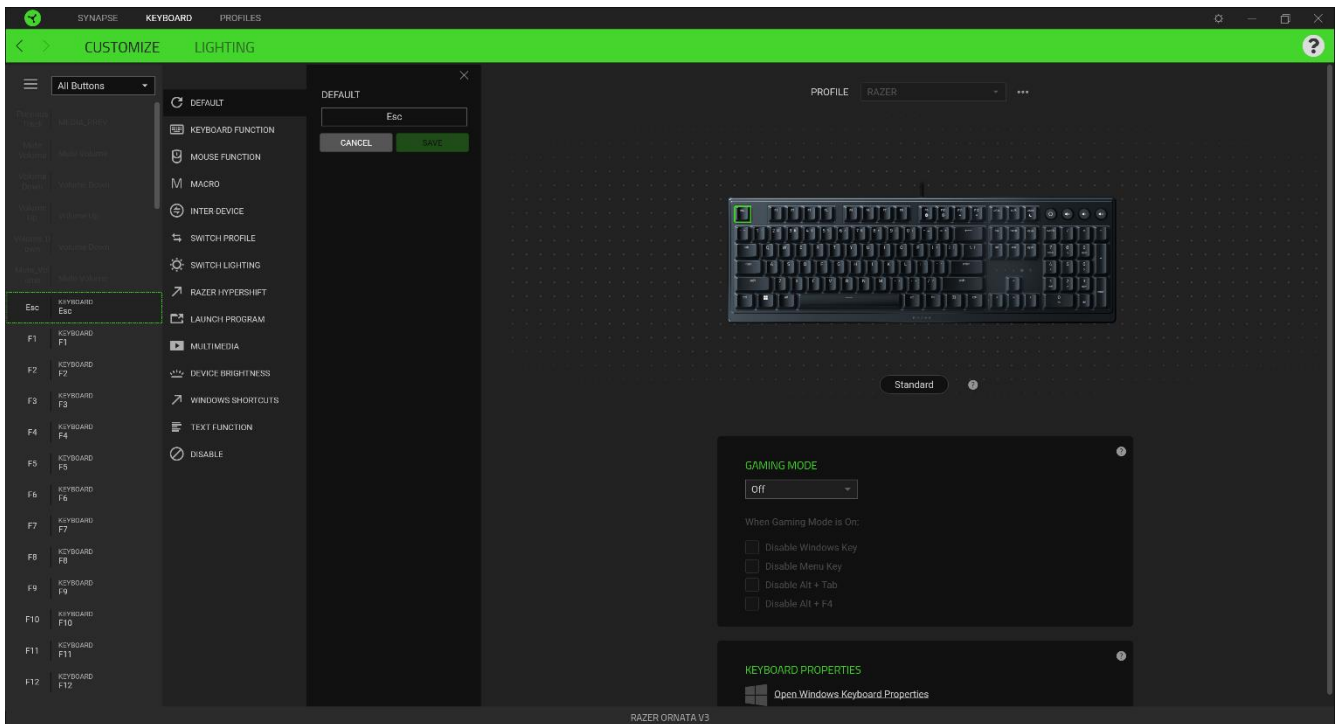 SYNAPSE
KEYBOARD
PROFILES
CUSTOMIZE
LIGHTING
?
All Buttons
Volume Down
Esc
KEYBOARD
Esc
F1
KEYBOARD
F1
F2
KEYBOARD
F2
F3
KEYBOARD
F3
F4
KEYBOARD
F4
F5
KEYBOARD
F5
F6
KEYBOARD
F6
F7
KEYBOARD
F7
F8
KEYBOARD
F8
F9
KEYBOARD
F9
F10
KEYBOARD
F10
F11
KEYBOARD
F11
F12
KEYBOARD
F12
DEFAULT
KEYBOARD FUNCTION
MOUSE FUNCTION
MACRO
INTER DEVICE
SWITCH PROFILE
SWITCH LIGHTING
RAZER HYPERSHIFT
LAUNCH PROGRAM
MULTIMEDIA
DEVICE BRIGHTNESS
WINDOWS SHORTCUTS
TEXT FUNCTION
DISABLE
DEFAULT
Esc
CANCEL
SAVE
PROFILE
RAZER
Standard
?
GAMING MODE
?
Off
When Gaming Mode is On:
Disable Windows Key
Disable Menu Key
Disable Alt + Tab
Disable Alt + F4
KEYBOARD PROPERTIES
?
Open Windows Keyboard Properties
RAZER ORNATA V3